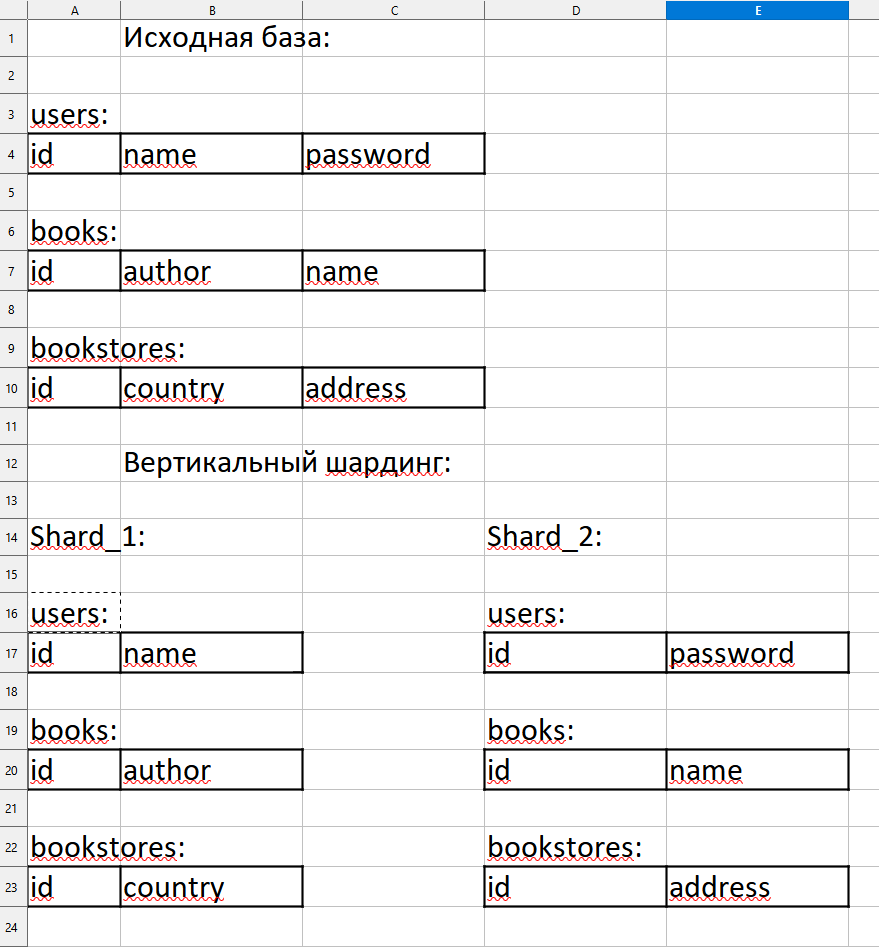 A B C D E
1 Исходная база:
2
3 users:
4 id name password
5
6 books:
7 id author name
8
9 bookstores:
10 id country address
11
12 Вертикальный шардинг:
13
14 Shard_1: Shard_2:
15
16 users: users:
17 id name id password
18
19 books: books:
20 id author id name
21
22 bookstores: bookstores:
23 id country id address
24